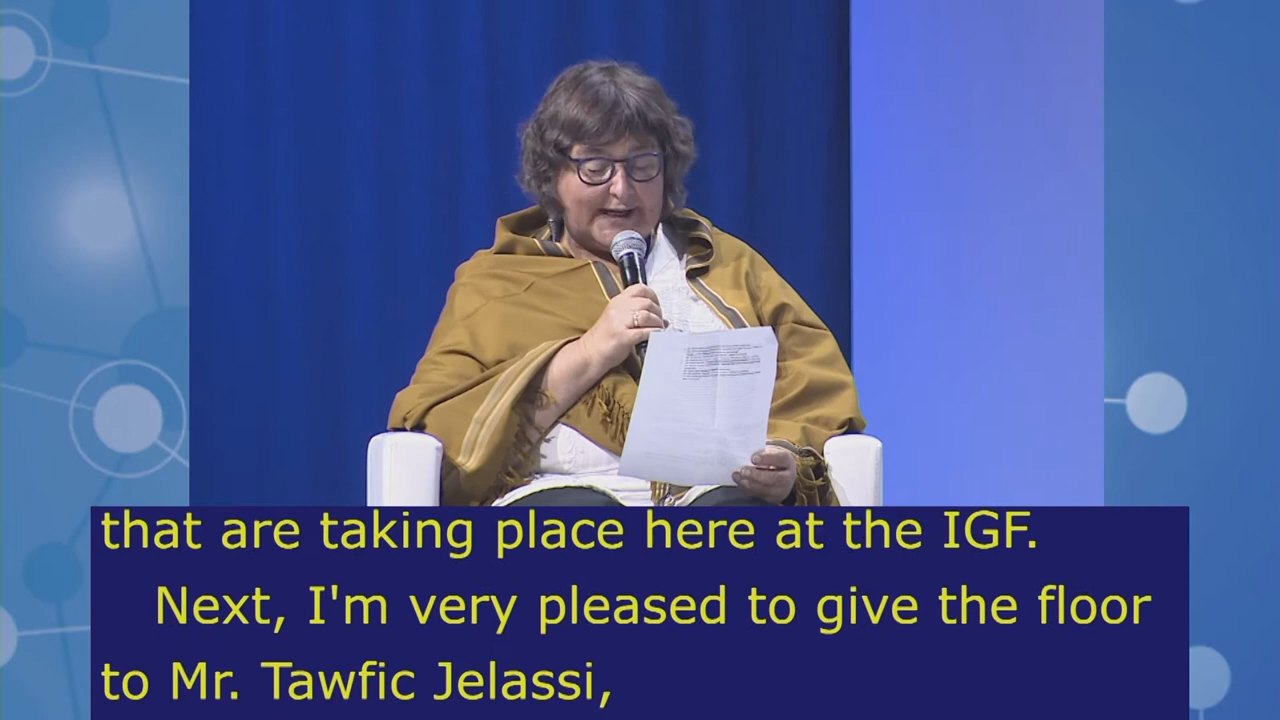 that are taking place here at the IGF.
Next, I'm very pleased to give the floor
to Mr. Tawfic Jelassi,